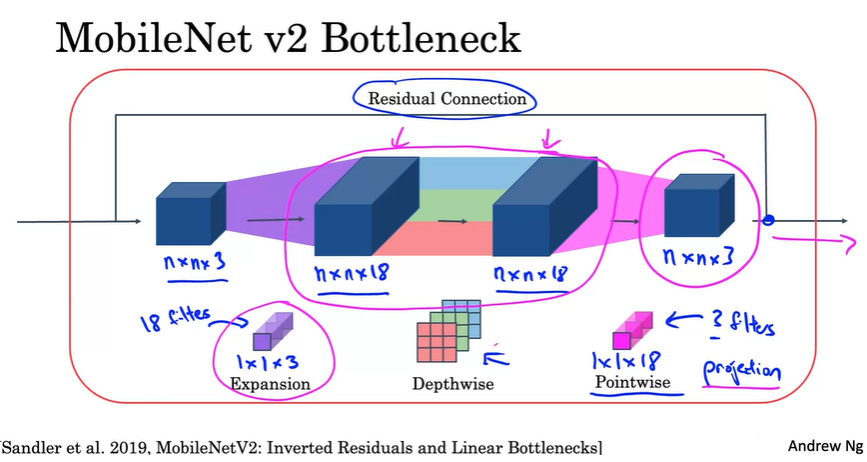 MobileNet v2 Bottleneck
Residual Connection
n×n×3
n×n×18
n×n×18
n×n×3
18 filters
1×1×3
Expansion
Depthwise
1×1×18
Pointwise
3 filters
projection
Sandler et al. 2019, MobileNetV2: Inverted Residuals and Linear Bottlenecks]
Andrew Ng